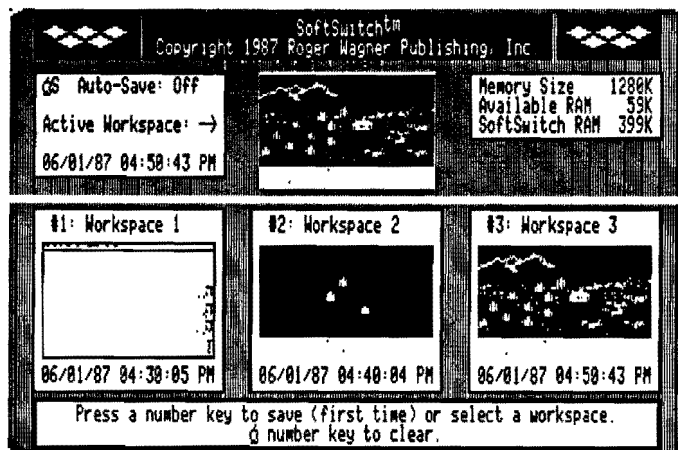 SoftSwitch™
Copyright 1987 Roger Wagner Publishing, Inc
S Auto-Save: Off
Active Workspace: →
06/01/87 04:50:43 PM
Memory Size 1280K
Available RAM 59K
SoftSwitch RAM 399K
#1: Workspace 1
#2: Workspace 2
#3: Workspace 3
06/01/87 04:30:05 PM
06/01/87 04:40:04 PM
06/01/87 04:50:43 PM
Press a number key to save (first time) or select a workspace.
number key to clear.